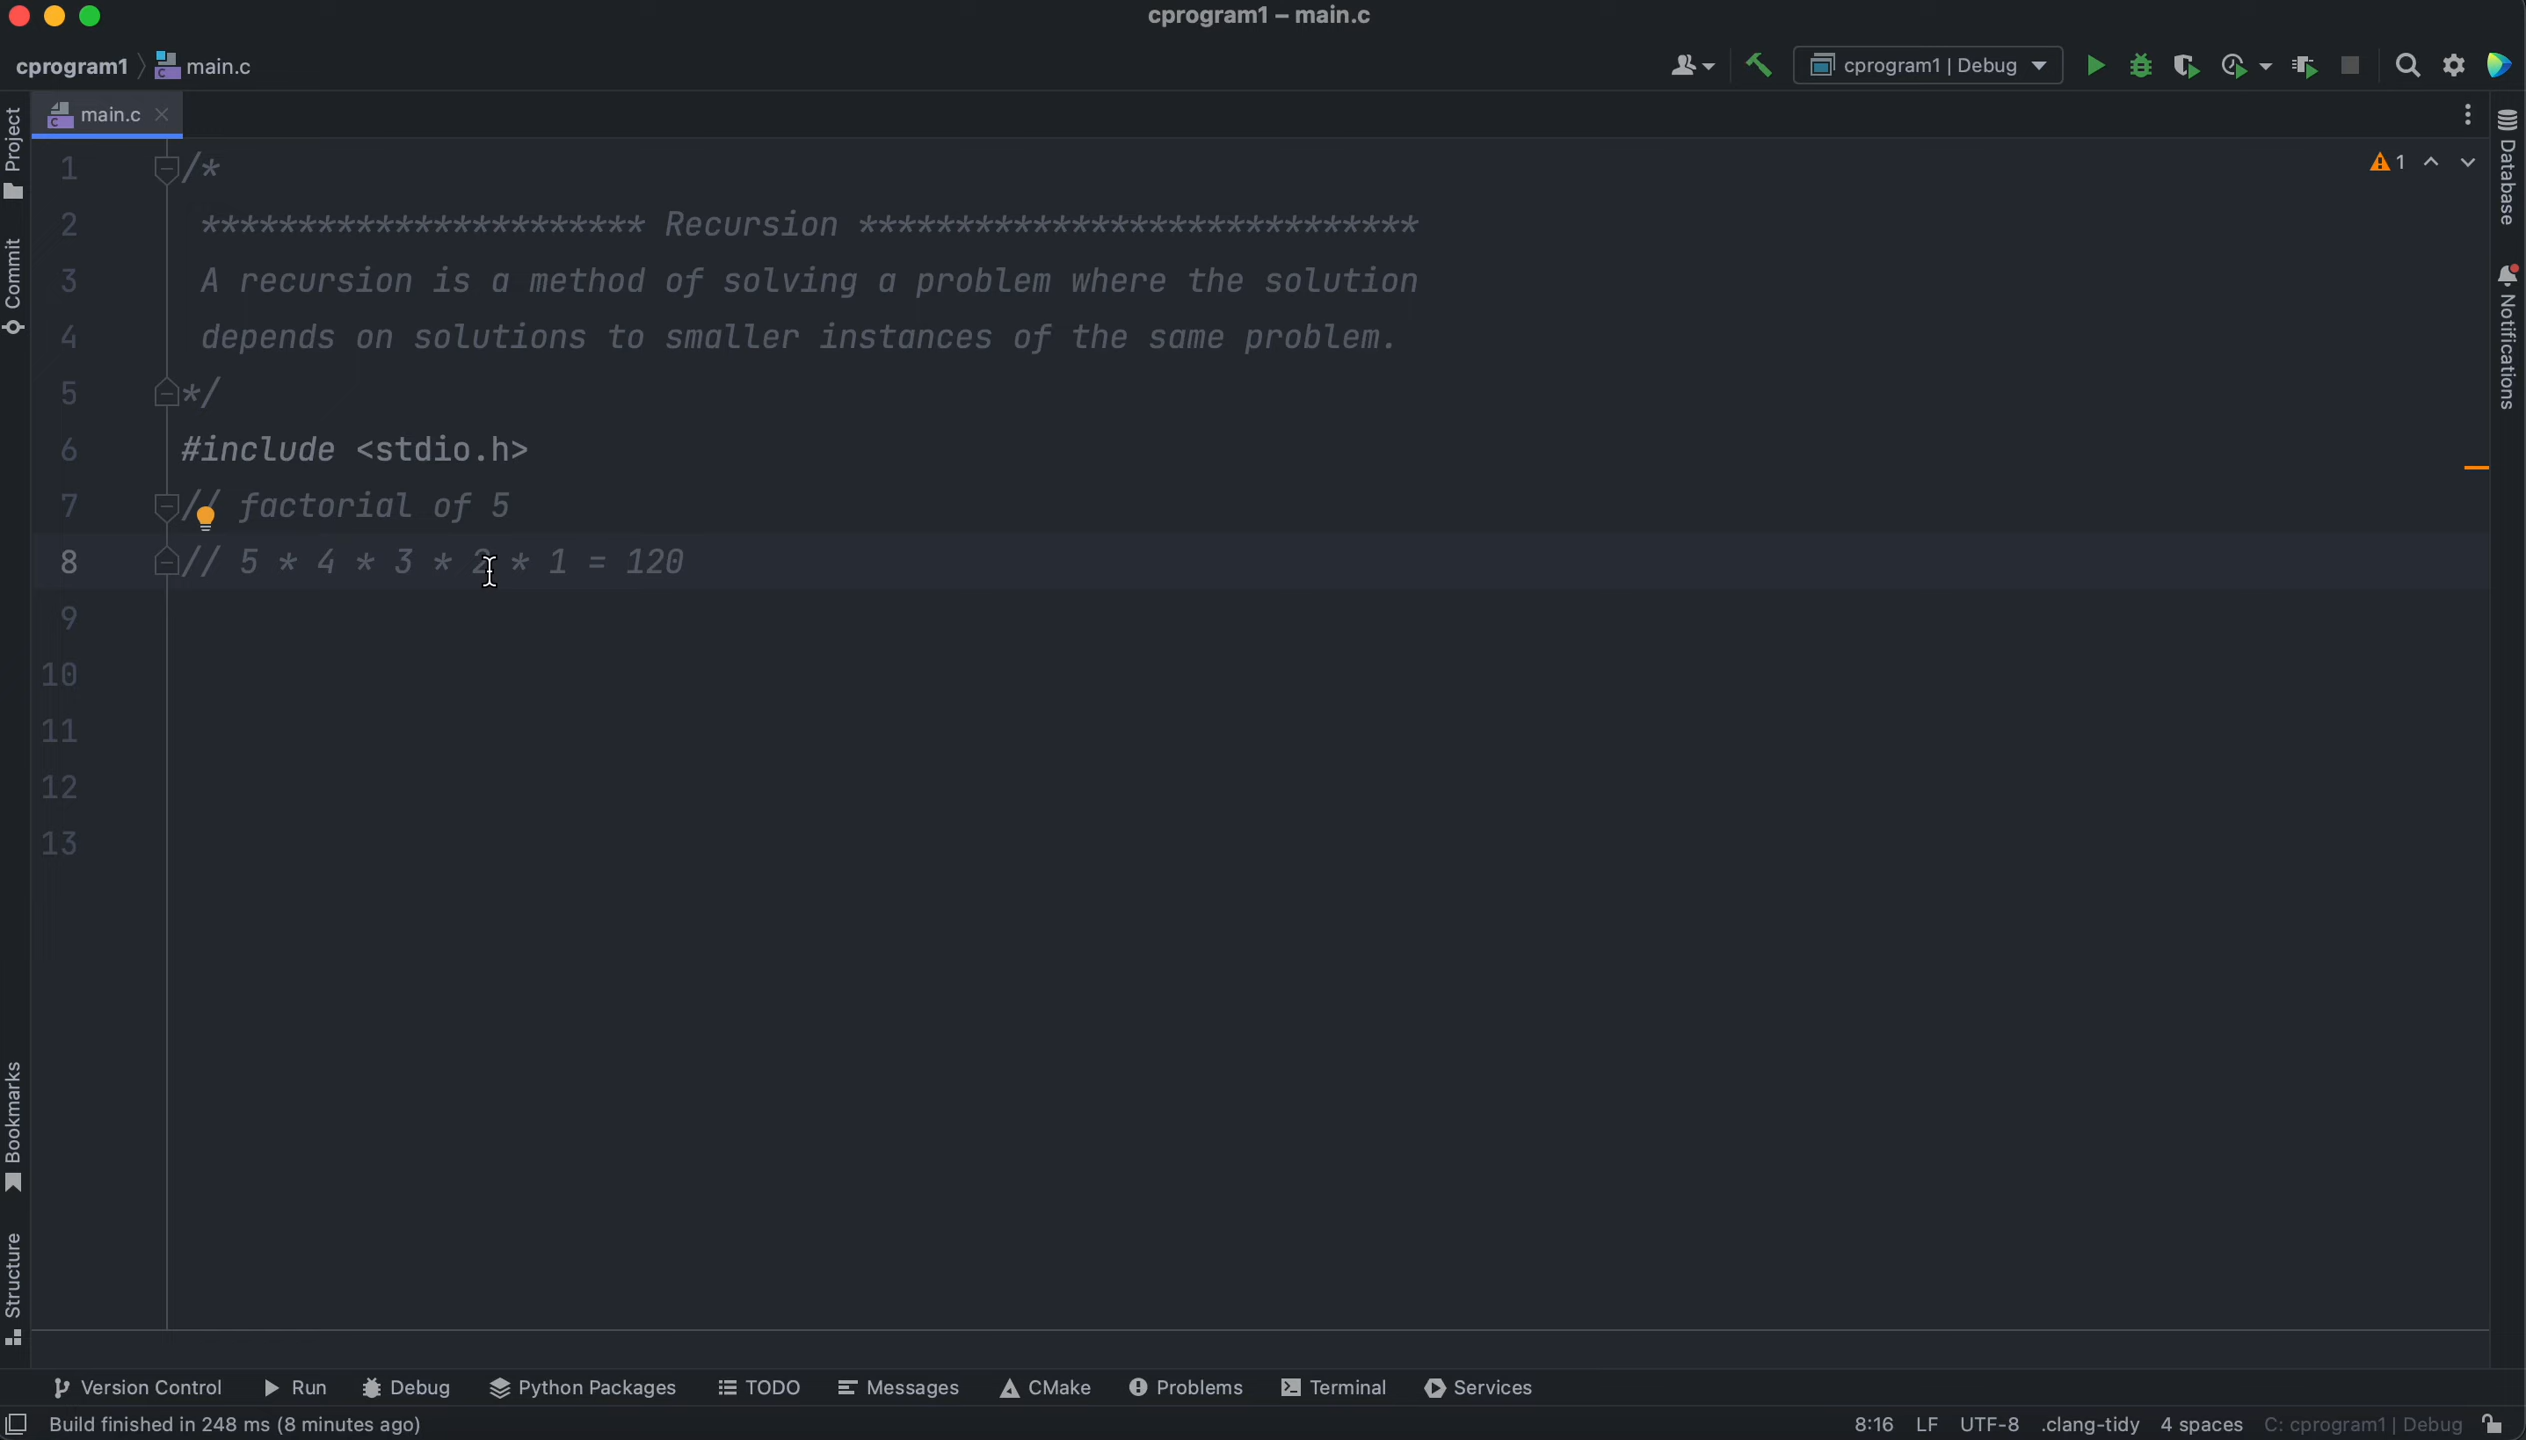 cprogram1 – main.c
cprogram1 main.c
cprogram1 | Debug
main.c
Project
Commit
Bookmarks
Structure
Database
Notifications
1
1 /*
2 *********************** Recursion *****************************
3 A recursion is a method of solving a problem where the solution
4 depends on solutions to smaller instances of the same problem.
5 */
6 #include <stdio.h>
7 // factorial of 5
8 // 5 * 4 * 3 * 2 * 1 = 120
9
10
11
12
13
Version Control Run Debug Python Packages TODO Messages CMake Problems Terminal Services
Build finished in 248 ms (8 minutes ago) 8:16 LF UTF-8 .clang-tidy 4 spaces C: cprogram1 | Debug